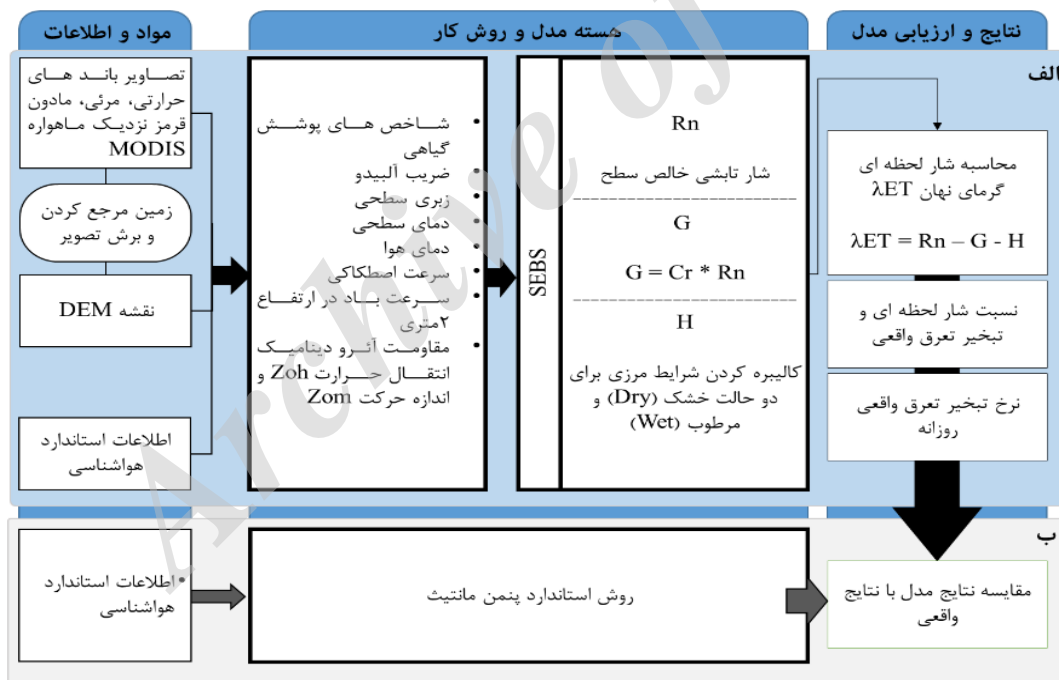 مواد و اطلاعات
هسته مدل و روش کار
نتایج و ارزیابی مدل
الف
تصاویر باند های
حرارتی، مرئی، مادون
قرمز نزدیک ماهواره
MODIS
زمین مرجع کردن
و برش تصویر
نقشه DEM
اطلاعات استاندارد
هواشناسی
• شاخص های پوشش
گیاهی
• ضریب آلبیدو
• زبری سطحی
• دمای سطحی
• دمای هوا
• سرعت اصطکاکی
• سرعت باد در ارتفاع
۲متری
• مقاومت آئرو دینامیک
انتقال حرارت Zoh و
اندازه حرکت Zom
SEBS
Rn
شار تابشی خالص سطح
G
G = Cr * Rn
H
کالیبره کردن شرایط مرزی برای
دو حالت خشک (Dry) و
مرطوب (Wet)
محاسبه شار لحظه ای
گرمای نهان λET
λET = Rn – G - H
نسبت شار لحظه ای و
تبخیر تعرق واقعی
نرخ تبخیر تعرق واقعی
روزانه
ب
•اطلاعات استاندارد
هواشناسی
روش استاندارد پنمن مانتیث
مقایسه نتایج مدل با نتایج
واقعی
Archive of